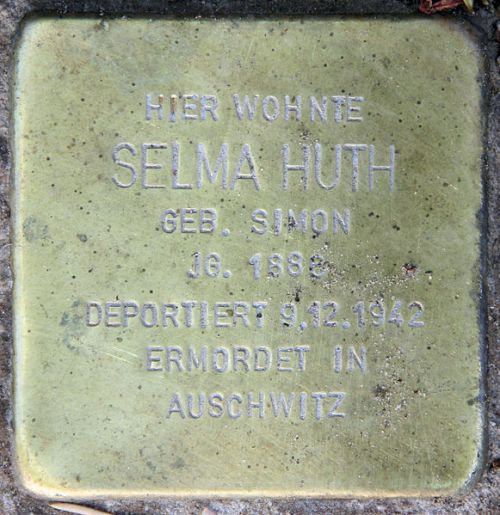 HIER WOHNTE
SELMA HUTH
GEB. SIMON
JG. 1888
DEPORTIERT 9.12.1942
ERMORDET IN
AUSCHWITZ